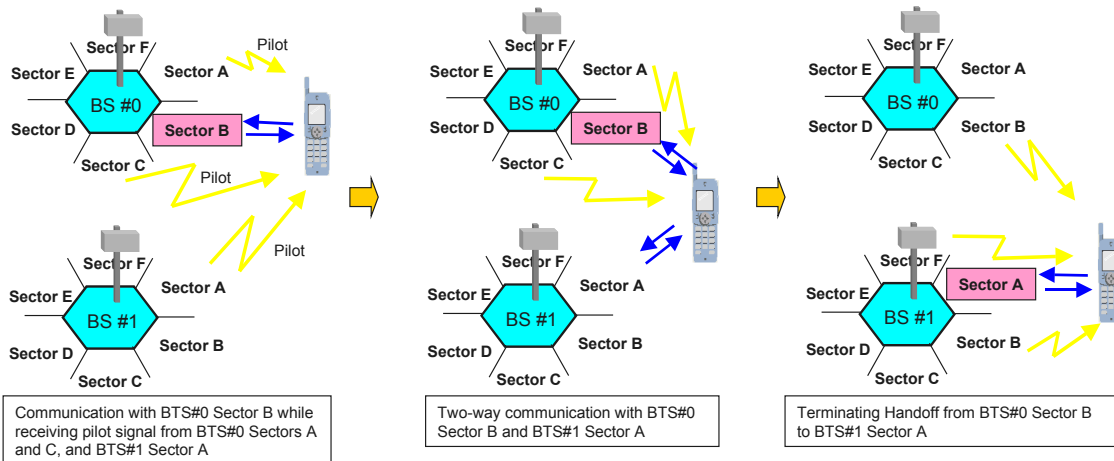 Sector F
Pilot
Sector E
Sector A
BS #0
Sector D
Sector B
Sector C
Pilot
Pilot
Sector F
Sector A
Sector E
BS #1
Sector B
Sector D
Sector C
Communication with BTS#0 Sector B while
receiving pilot signal from BTS#0 Sectors A
and C, and BTS#1 Sector A
Sector F
Sector E
Sector A
BS #0
Sector B
Sector D
Sector C
Sector F
Sector A
Sector E
BS #1
Sector B
Sector D
Sector C
Two-way communication with BTS#0
Sector B and BTS#1 Sector A
Sector F
Sector E
Sector A
BS #0
Sector B
Sector D
Sector C
Sector F
Sector A
Sector E
BS #1
Sector B
Sector D
Sector C
Terminating Handoff from BTS#0 Sector B
to BTS#1 Sector A